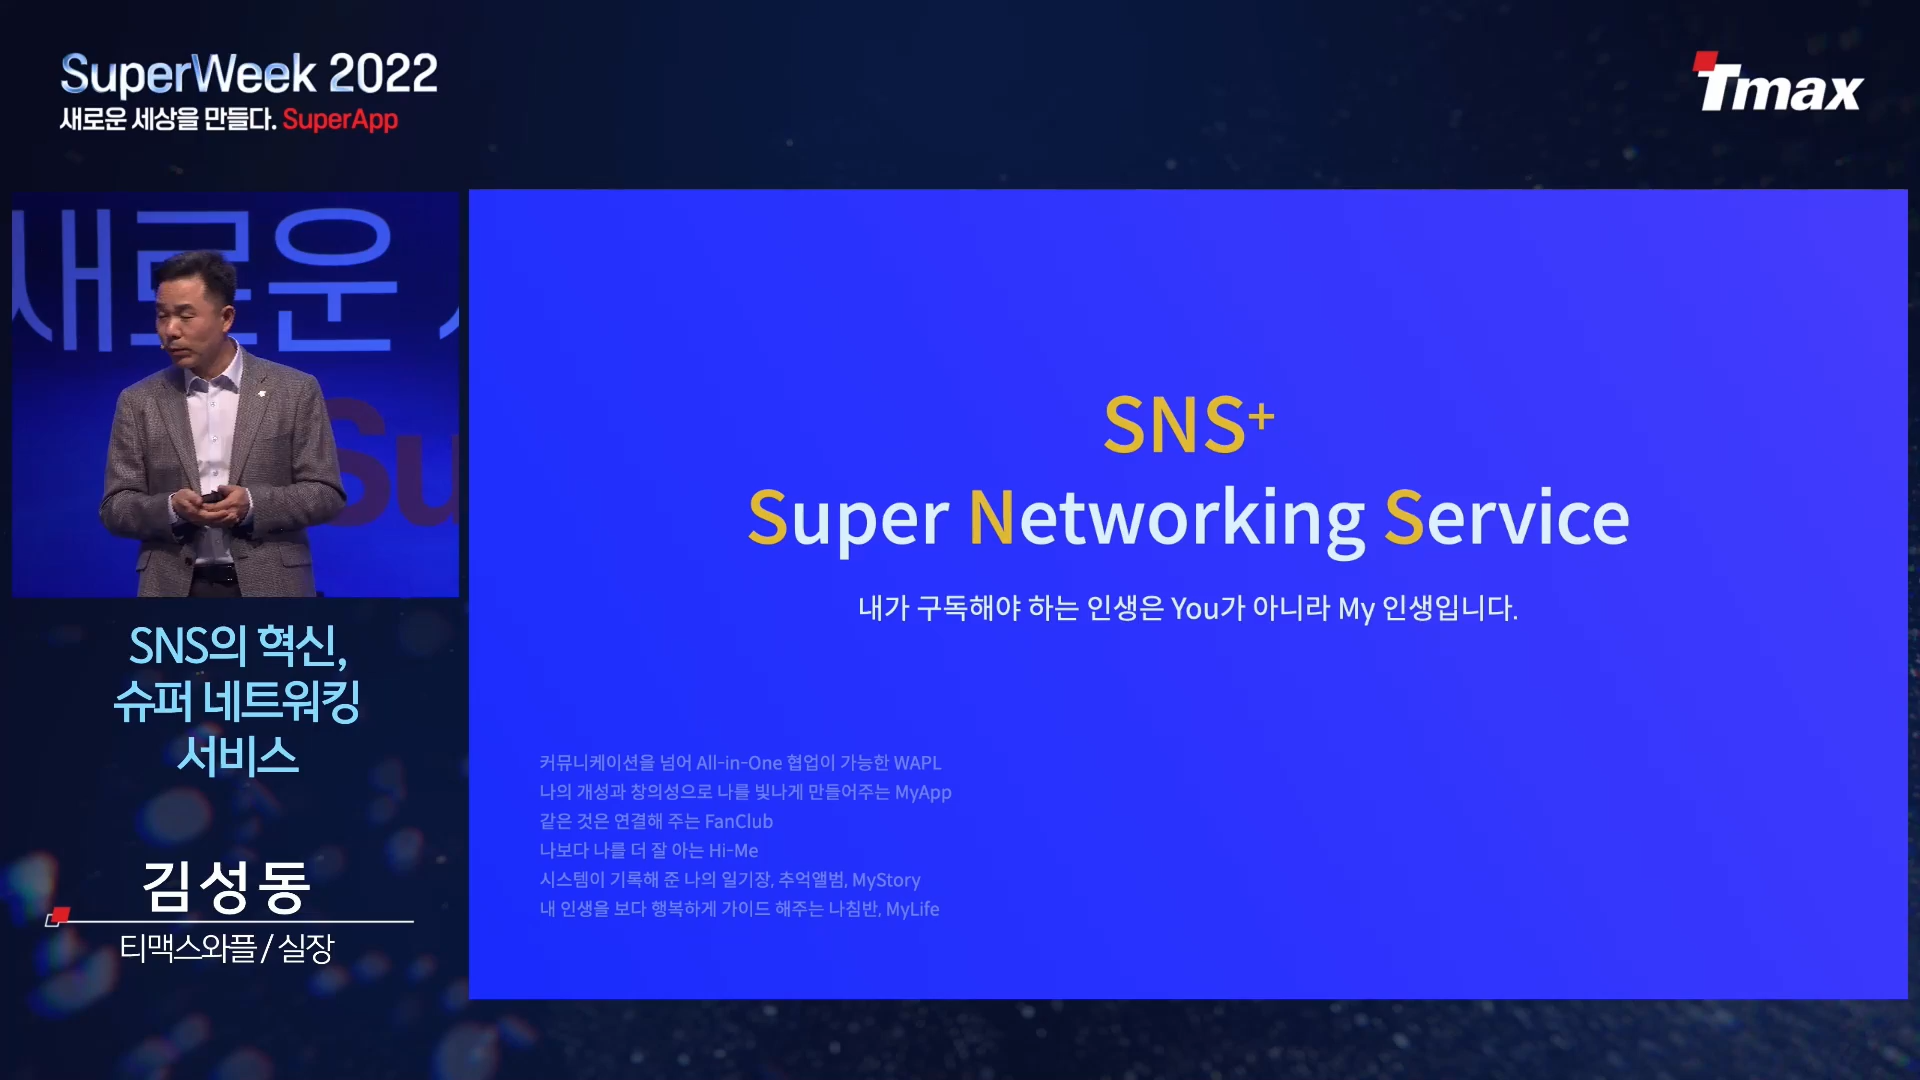 SuperWeek 2022
새로운 세상을 만들다. SuperApp
Tmax
새로운
Su
SNS의 혁신,
슈퍼 네트워킹
서비스
김성동
티맥스와플 / 실장
SNS+
Super Networking Service
내가 구독해야 하는 인생은 You가 아니라 My 인생입니다.
커뮤니케이션을 넘어 All-in-One 협업이 가능한 WAPL
나의 개성과 창의성으로 나를 빛나게 만들어주는 MyApp
같은 것은 연결해 주는 FanClub
나보다 나를 더 잘 아는 Hi-Me
시스템이 기록해 준 나의 일기장, 추억앨범, MyStory
내 인생을 보다 행복하게 가이드 해주는 나침반, MyLife